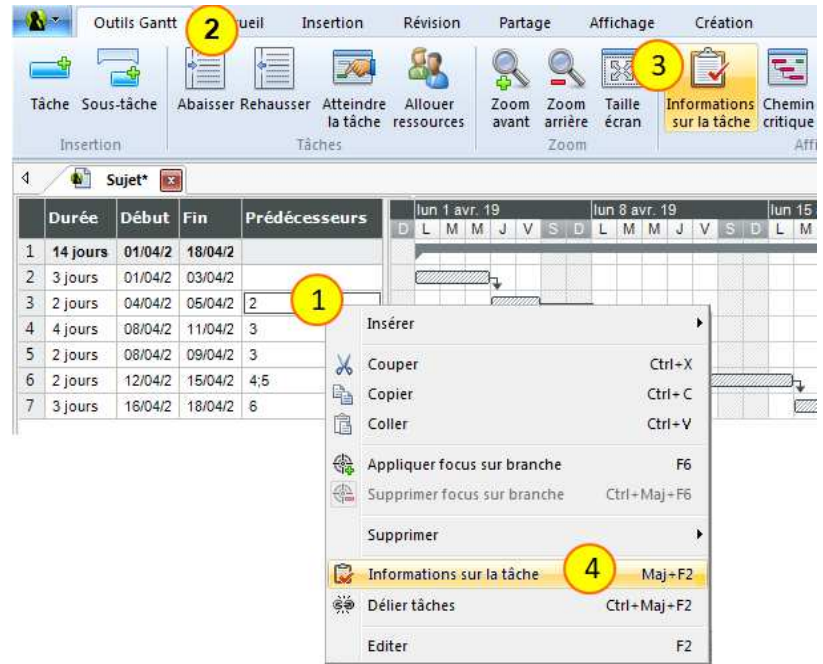 Outils Gantt 2 ueil Insertion Révision Partage Affichage Création
3
Tâche Sous-tâche Abaisser Rehausser Atteindre la tâche Allouer ressources Zoom avant Zoom arrière Taille écran Informations sur la tâche Chemin critique
Insertion Tâches Zoom Affi
Sujet*
Durée Début Fin Prédécesseurs lun 1 avr. 19 lun 8 avr. 19 lun 15
D L M M J V S D L M M J V S D L M
1 14 jours 01/04/2 18/04/2
2 3 jours 01/04/2 03/04/2
3 2 jours 04/04/2 05/04/2 2 1
4 4 jours 08/04/2 11/04/2 3
5 2 jours 08/04/2 09/04/2 3
6 2 jours 12/04/2 15/04/2 4;5
7 3 jours 16/04/2 18/04/2 6
Insérer
Couper Ctrl+X
Copier Ctrl+C
Coller Ctrl+V
Appliquer focus sur branche F6
Supprimer focus sur branche Ctrl+Maj+F6
Supprimer
Informations sur la tâche 4 Maj+F2
Délier tâches Ctrl+Maj+F2
Editer F2